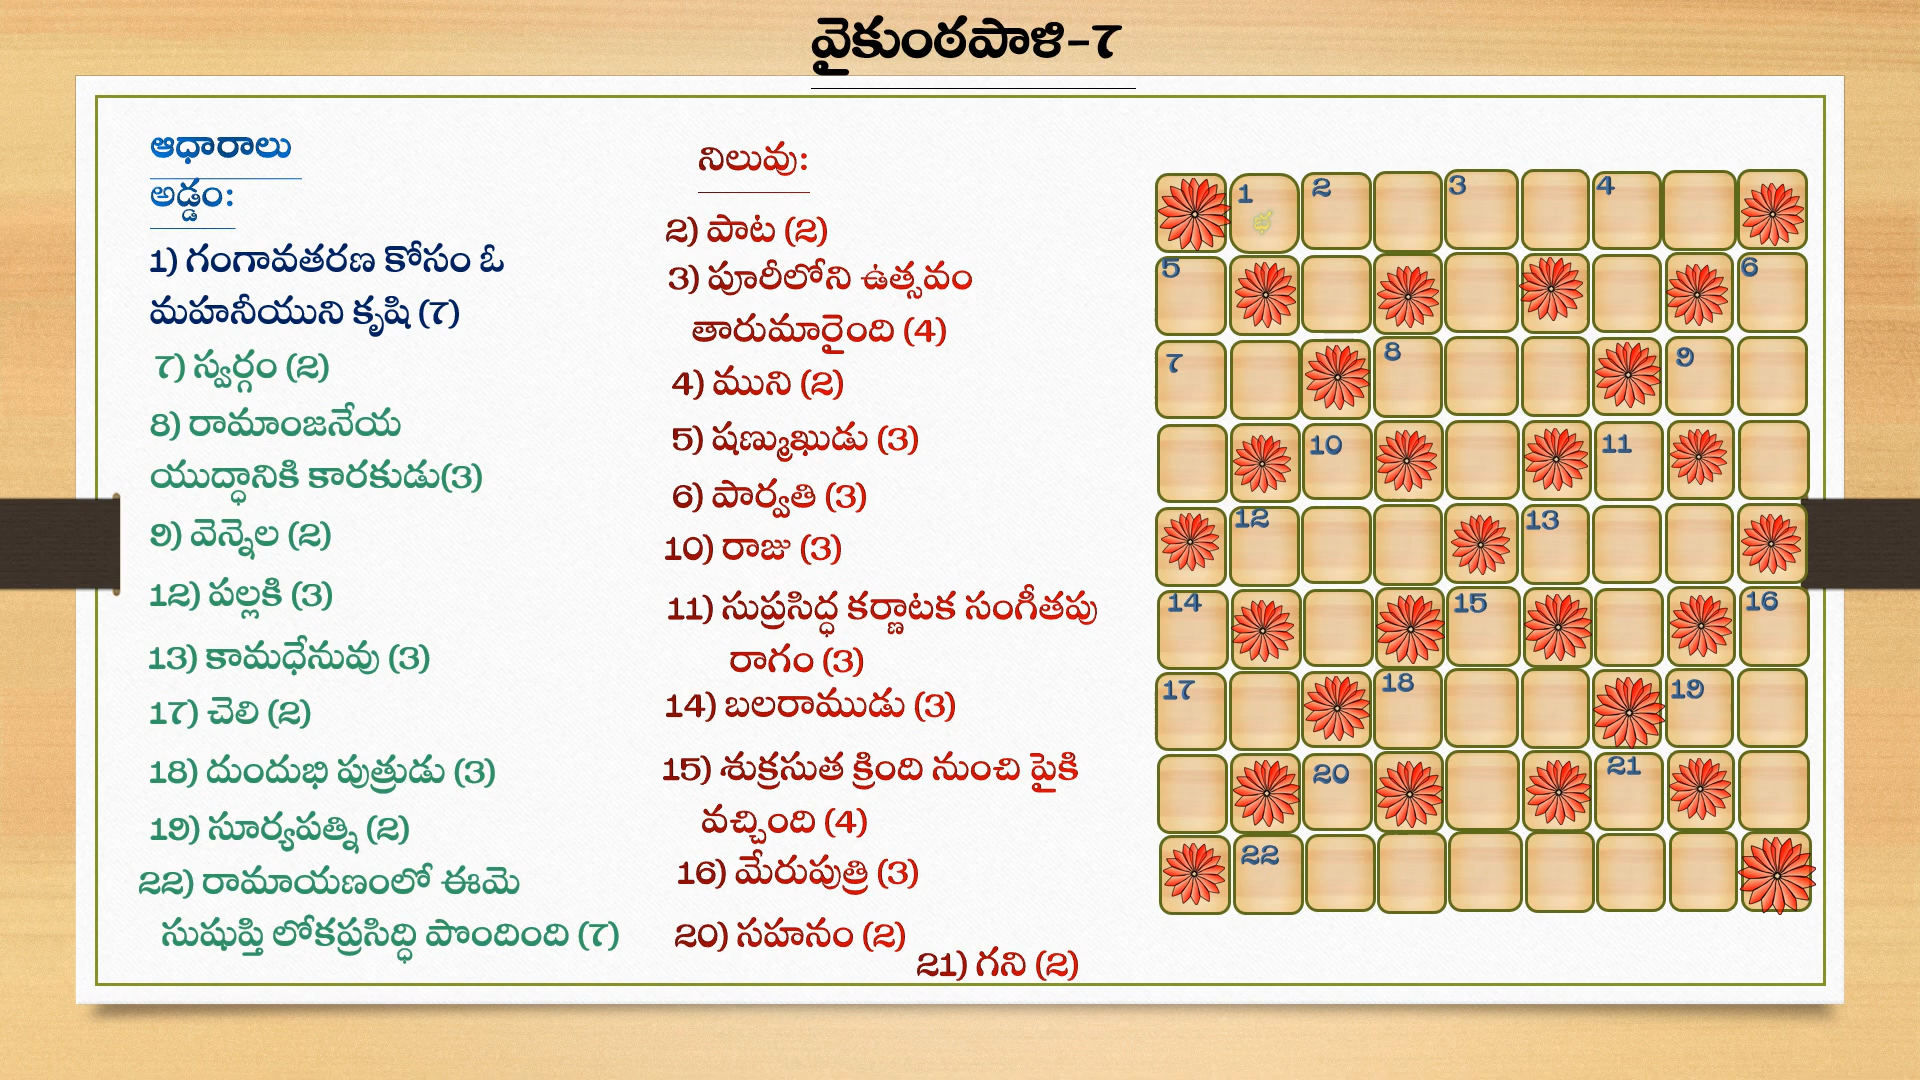 వైకుంఠపాళి-7
ఆధారాలు
అడ్డం:
1) గంగావతరణ కోసం ఓ
మహనీయుని కృషి (7)
7) స్వర్గం (2)
8) రామాంజనేయ
యుద్ధానికి కారకుడు(3)
9) వెన్నెల (2)
12) పల్లకి (3)
13) కామధేనువు (3)
17) చెలి (2)
18) దుందుభి పుత్రుడు (3)
19) సూర్యపత్ని (2)
22) రామాయణంలో ఈమె
సుషుప్తి లోకప్రసిద్ధి పొందింది (7)
నిలువు:
2) పాట (2)
3) పూరీలోని ఉత్సవం
తారుమారైంది (4)
4) ముని (2)
5) షణ్ముఖుడు (3)
6) పార్వతి (3)
10) రాజు (3)
11) సుప్రసిద్ధ కర్ణాటక సంగీతపు
రాగం (3)
14) బలరాముడు (3)
15) శుక్రసుత క్రింది నుంచి పైకి
వచ్చింది (4)
16) మేరుపుత్రి (3)
20) సహనం (2)
21) గని (2)
1 2 3 4
5 6
7 8 9
10 11
12 13
14 15 16
17 18 19
20 21
22